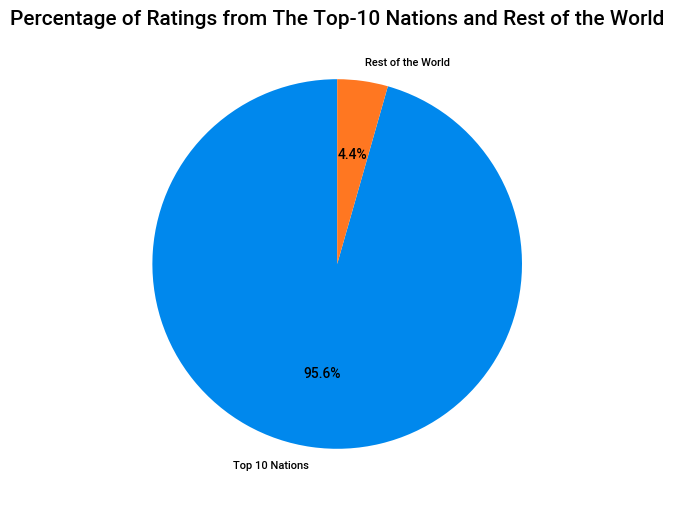 Percentage of Ratings from The Top-10 Nations and Rest of the World
Rest of the World
4.4%
95.6%
Top 10 Nations